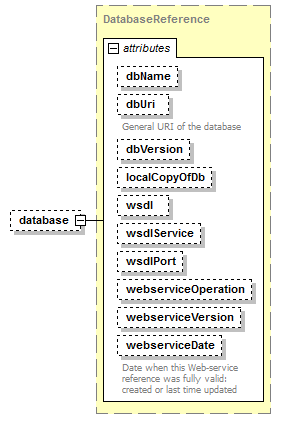 DatabaseReference
attributes
dbName
dbUri
General URI of the database
dbVersion
localCopyOfDb
wsdl
wsdlService
database
wsdlPort
webserviceOperation
webserviceVersion
webserviceDate
Date when this Web-service
reference was fully valid:
created or last time updated